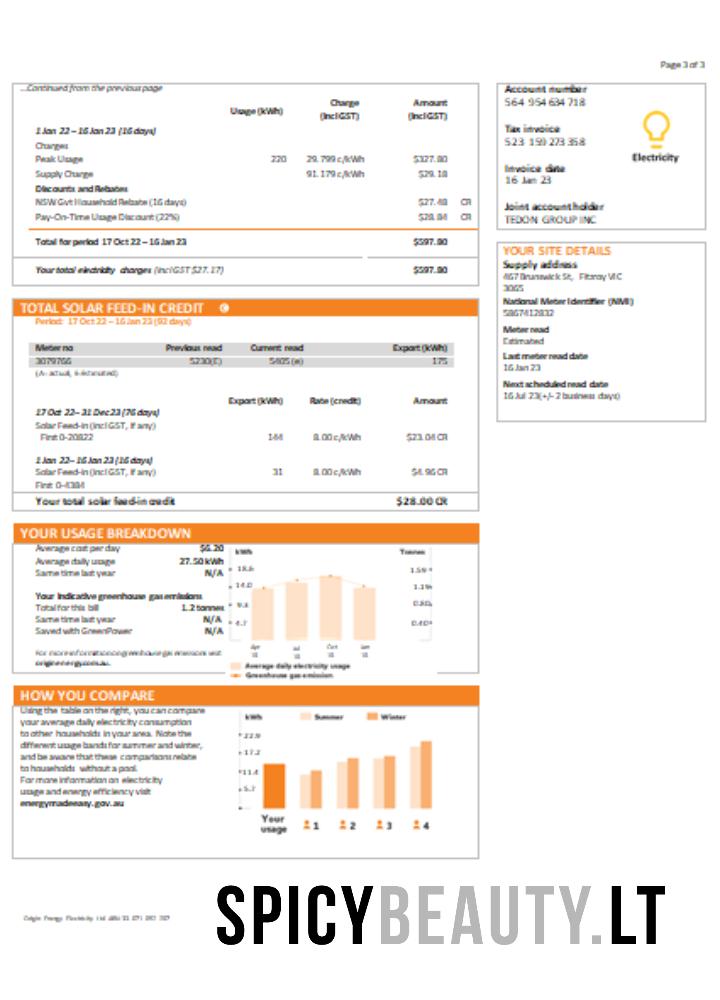 Page 3 of 3
...Continued from the previous page
Usage (kWh) Charge (incl GST) Amount (incl GST)
1 Jan 22 – 16 Jan 23 (16 days)
Charges
Peak Usage 220 29.799 c/kWh $327.80
Supply Charge 91.179 c/kWh $29.18
Discounts and Rebates
NSW Gvt Household Rebate (16 days) $27.48 CR
Pay-On-Time Usage Discount (22%) $28.84 CR
Total for period 17 Oct 22 – 16 Jan 23 $597.80
Your total electricity charges (incl GST $27.17) $597.80
Account number
564 954 634 718
Tax invoice
523 159 273 358
Invoice date
16 Jan 23
Joint account holder
TEDON GROUP INC
Electricity
YOUR SITE DETAILS
Supply address
467 Brunswick St, Fitzroy VIC
3065
National Meter Identifier (NMI)
5867412832
Meter read
Estimated
Last meter read date
16 Jan 23
Next scheduled read date
16 Jul 23(+/- 2 business days)
TOTAL SOLAR FEED-IN CREDIT
Period: 17 Oct 22 – 16 Jan 23 (92 days)
Meter no Previous read Current read Export (kWh)
3079766 5230(E) 5405 (e) 175
(A- actual, E-Estimated)
Export (kWh) Rate (credit) Amount
17 Oct 22– 31 Dec 23 (76 days)
Solar Feed-in (incl GST, if any)
First 0-20822 144 8.00 c/kWh $23.04 CR
1 Jan 22 – 16 Jan 23 (16 days)
Solar Feed-in (incl GST, if any) 31 8.00 c/kWh $4.96 CR
First 0-4384
Your total solar feed-in credit $28.00 CR
YOUR USAGE BREAKDOWN
Average cost per day $6.20
Average daily usage 27.50 kWh
Same time last year N/A
Your indicative greenhouse gas emissions
Total for this bill 1.2 tonnes
Same time last year N/A
Saved with GreenPower N/A
For more information on greenhouse gas emissions visit
originenergy.com.au.
kWh Tonnes
18.6 1.59
14.0 1.19
9.3 0.80
4.7 0.40
Apr Jul Oct Jan
Average daily electricity usage
Greenhouse gas emission
HOW YOU COMPARE
Using the table on the right, you can compare
your average daily electricity consumption
to other households in your area. Note the
different usage bands for summer and winter,
and be aware that these comparisons relate
to households without a pool.
For more information on electricity
usage and energy efficiency visit
energymadeeasy.gov.au
kWh Summer Winter
22.9
17.2
11.4
5.7
Your usage 1 2 3 4
Origin Energy Electricity Ltd ABN 33 071 052 287
SPICYBEAUTY.LT